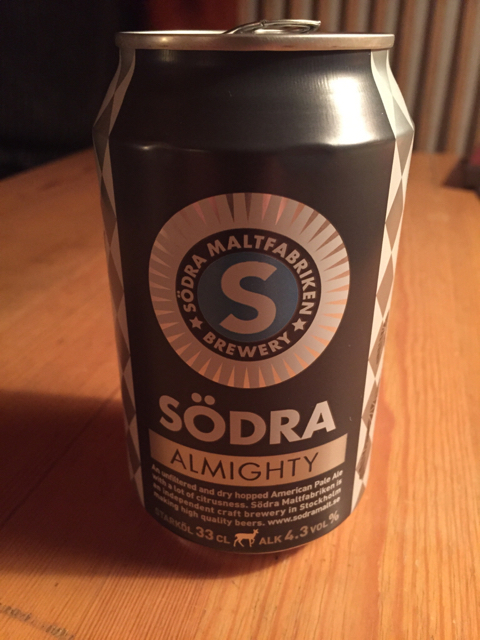 SÖDRA MALTFABRIKEN
S
BREWERY
SÖDRA
ALMIGHTY
An unfiltered and dry hopped American Pale Ale
with a lot of citrusness. Södra Maltfabriken is
an independent craft brewery in Stockholm
making high quality beers. www.sodramalt.se
STARKÖL 33 CL ALK 4.3 VOL %